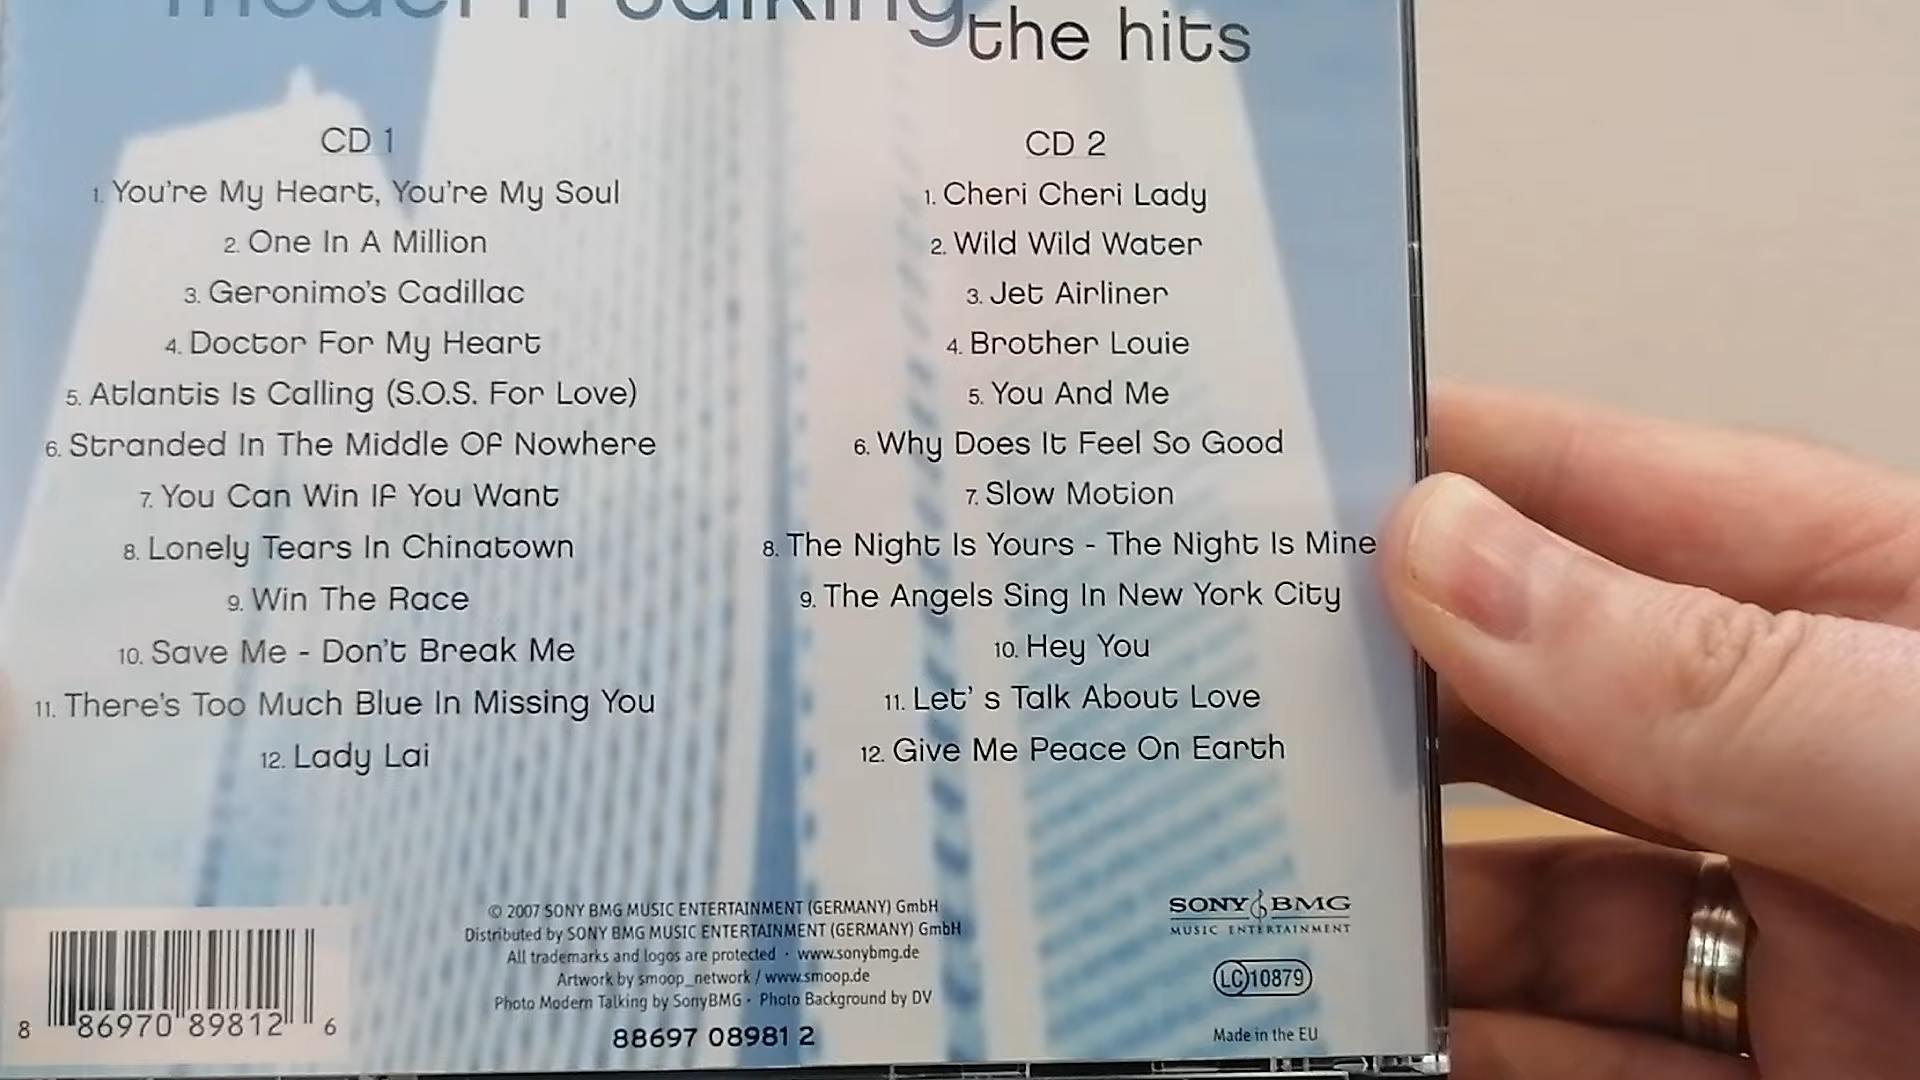 modern talking
the hits
CD 1
1. You're My Heart, You're My Soul
2. One In A Million
3. Geronimo's Cadillac
4. Doctor For My Heart
5. Atlantis Is Calling (S.O.S. For Love)
6. Stranded In The Middle Of Nowhere
7. You Can Win If You Want
8. Lonely Tears In Chinatown
9. Win The Race
10. Save Me - Don't Break Me
11. There's Too Much Blue In Missing You
12. Lady Lai
CD 2
1. Cheri Cheri Lady
2. Wild Wild Water
3. Jet Airliner
4. Brother Louie
5. You And Me
6. Why Does It Feel So Good
7. Slow Motion
8. The Night Is Yours - The Night Is Mine
9. The Angels Sing In New York City
10. Hey You
11. Let' s Talk About Love
12. Give Me Peace On Earth
8 86970 89812 6
© 2007 SONY BMG MUSIC ENTERTAINMENT (GERMANY) GmbH
Distributed by SONY BMG MUSIC ENTERTAINMENT (GERMANY) GmbH
All trademarks and logos are protected · www.sonybmg.de
Artwork by smoop_network / www.smoop.de
Photo Modern Talking by SonyBMG · Photo Background by DV
88697 08981 2
SONY BMG
MUSIC ENTERTAINMENT
LC 10879
Made in the EU